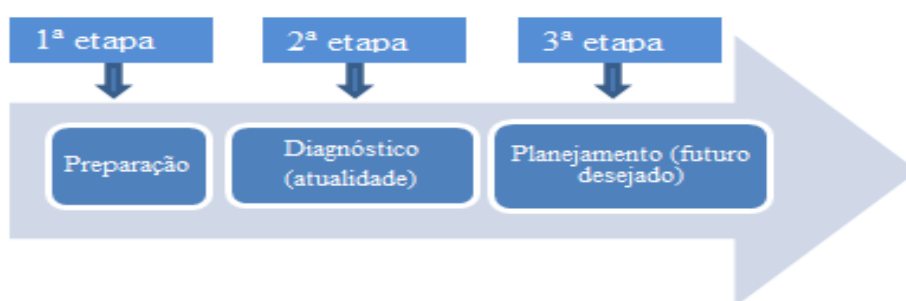 1ª etapa
2ª etapa
3ª etapa
Preparação
Diagnóstico
(atualidade)
Planejamento (futuro
desejado)